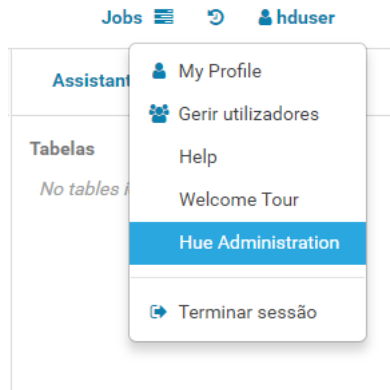 Jobs hduser
Assistant
My Profile
Gerir utilizadores
Tabelas
Help
No tables i
Welcome Tour
Hue Administration
Terminar sessão